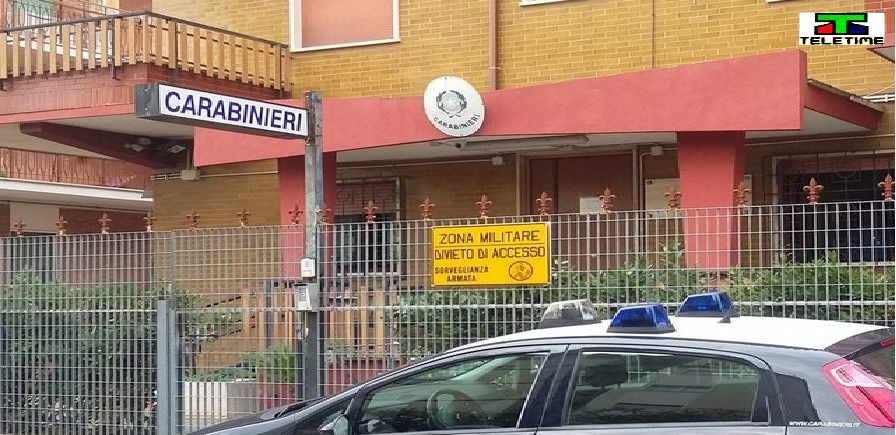 TELETIME
CARABINIERI
CARABINIERI
ZONA MILITARE
DIVIETO DI ACCESSO
SORVEGLIANZA
ARMATA
WWW.CARABINIERI.IT